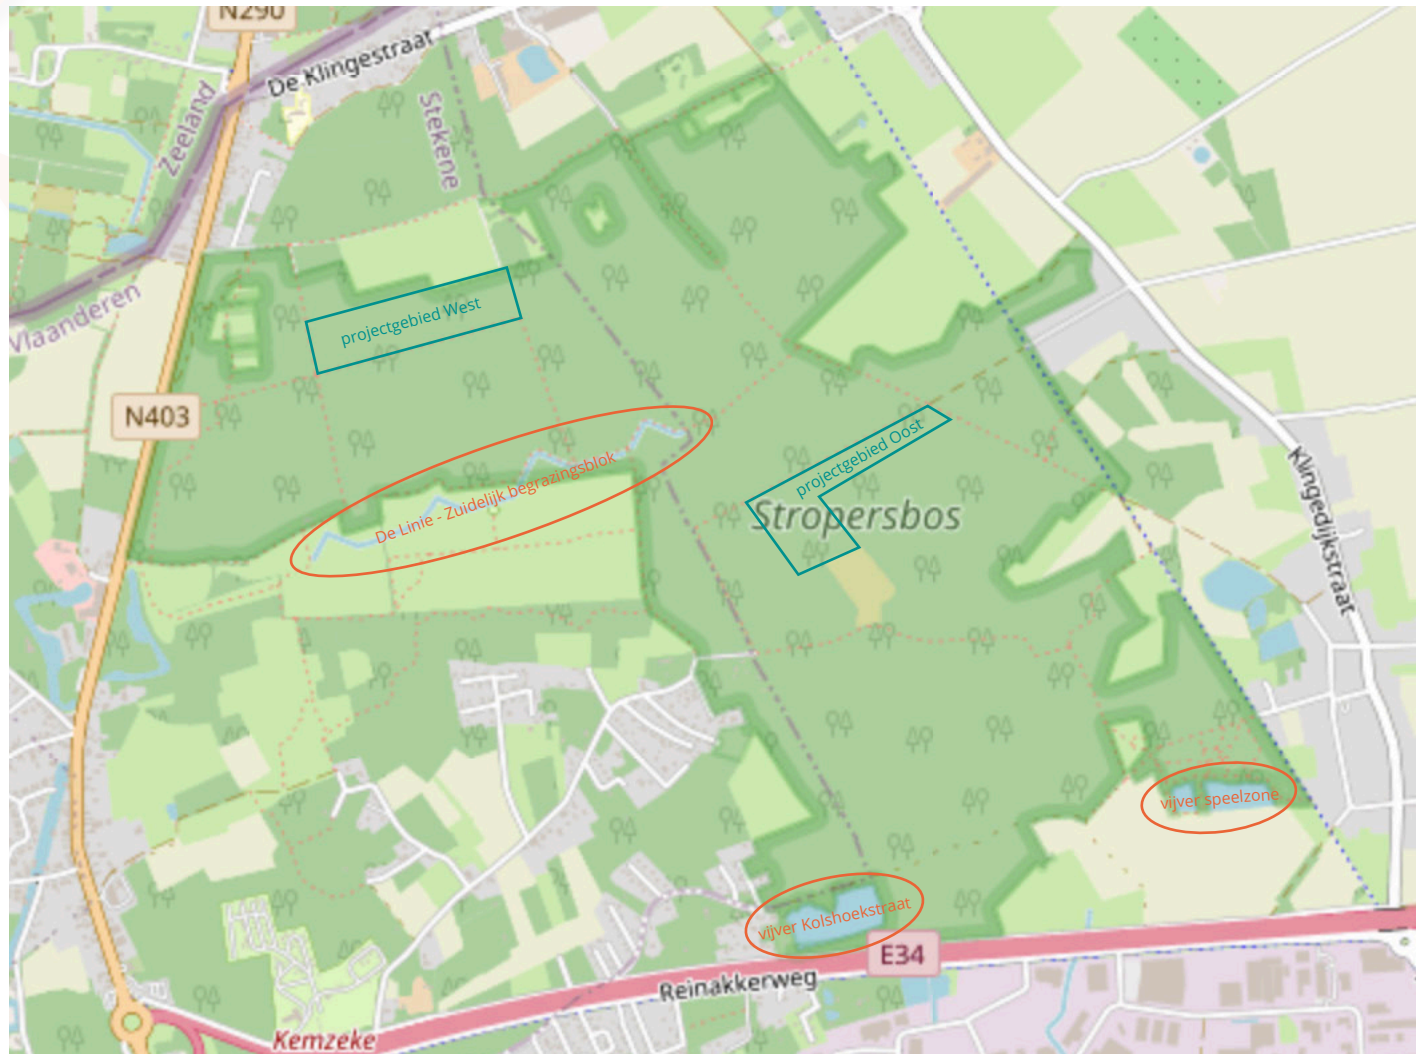 N290
De Klingestraat
Zeeland
Stekene
Vlaanderen
projectgebied West
N403
De Linie - Zuidelijk begrazingsblok
projectgebied Oost
Stropersbos
Klingedijkstraat
vijver speelzone
vijver Kolshoekstraat
E34
Reinakkerweg
Kemzeke